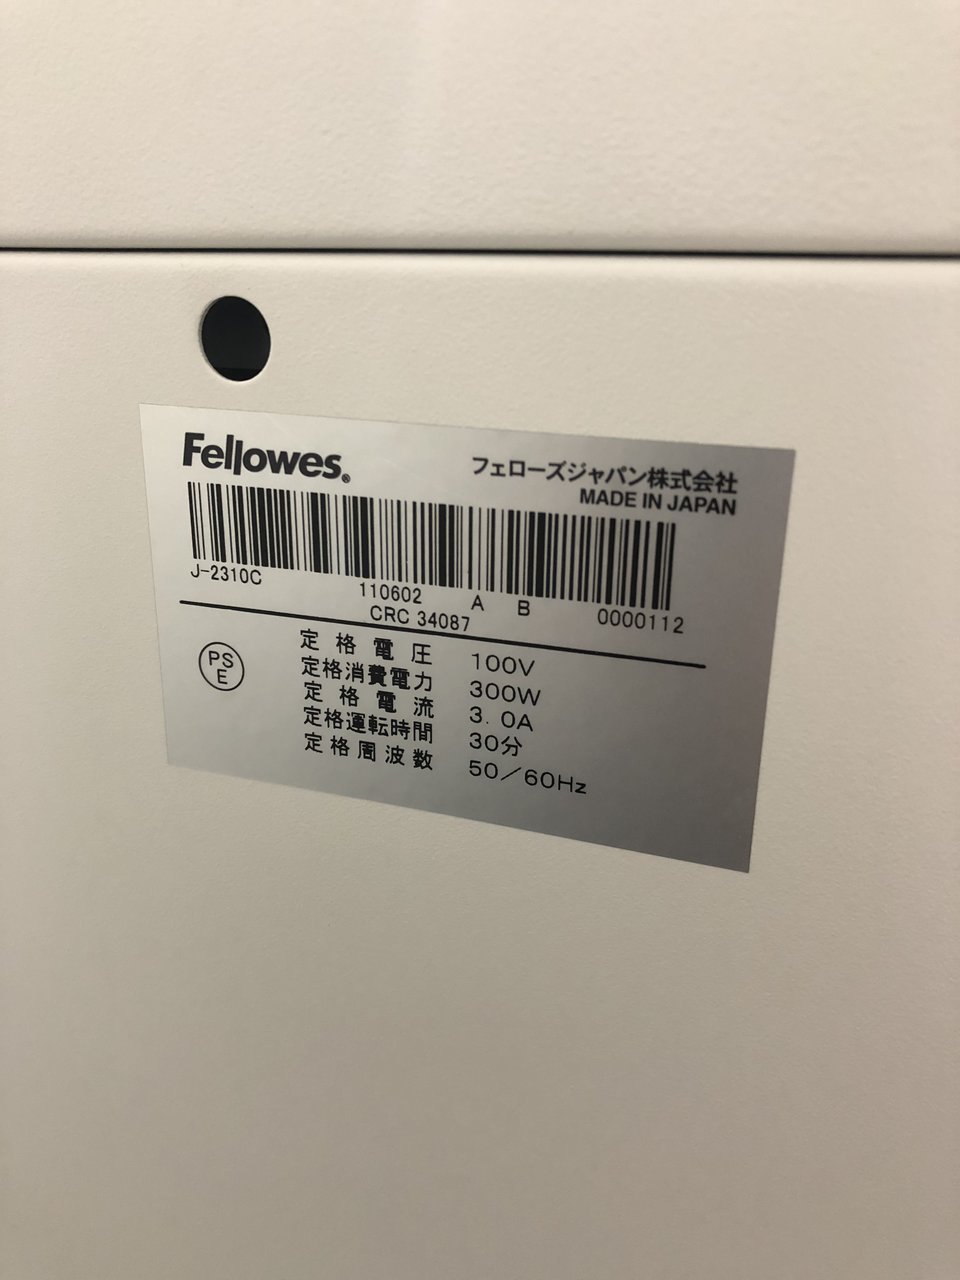 Fellowes®
フェローズジャパン株式会社
MADE IN JAPAN
J-2310C
110602 A B 0000112
CRC 34087
PS
E
定格電圧 100V
定格消費電力 300W
定格電流 3.0A
定格運転時間 30分
定格周波数 50/60Hz